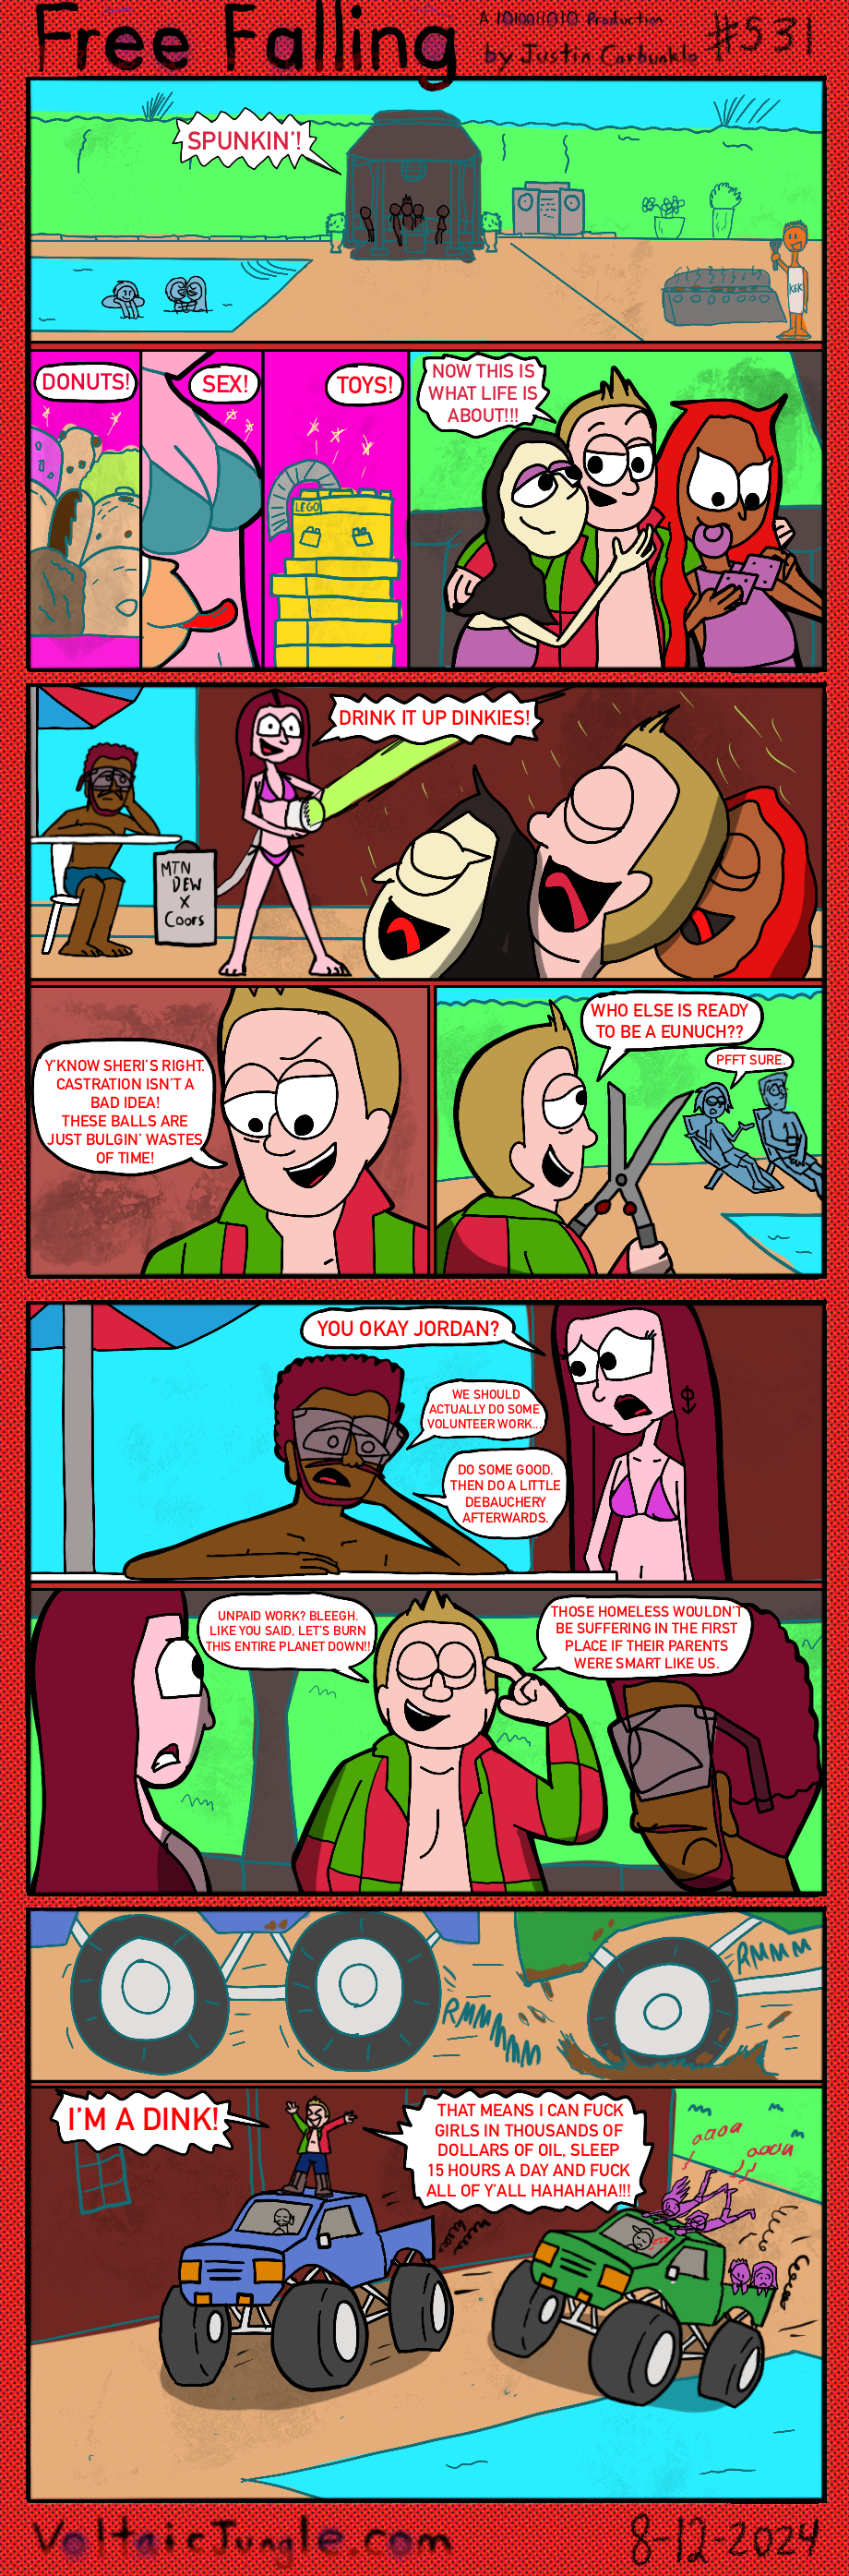 Free Falling
A 101001010 Production
by Justin Carbunklo
#531
SPUNKIN'!
KEK
DONUTS!
SEX!
TOYS!
LEGO
NOW THIS IS
WHAT LIFE IS
ABOUT!!!
DRINK IT UP DINKIES!
MTN
DEW
X
Coors
Y'KNOW SHERI'S RIGHT.
CASTRATION ISN'T A
BAD IDEA!
THESE BALLS ARE
JUST BULGIN' WASTES
OF TIME!
WHO ELSE IS READY
TO BE A EUNUCH??
PFFT SURE.
YOU OKAY JORDAN?
WE SHOULD
ACTUALLY DO SOME
VOLUNTEER WORK...
DO SOME GOOD.
THEN DO A LITTLE
DEBAUCHERY
AFTERWARDS.
UNPAID WORK? BLEEGH.
LIKE YOU SAID. LET'S BURN
THIS ENTIRE PLANET DOWN!!
THOSE HOMELESS WOULDN'T
BE SUFFERING IN THE FIRST
PLACE IF THEIR PARENTS
WERE SMART LIKE US.
RMMMMMM
RMMM
I'M A DINK!
THAT MEANS I CAN FUCK
GIRLS IN THOUSANDS OF
DOLLARS OF OIL, SLEEP
15 HOURS A DAY AND FUCK
ALL OF Y'ALL HAHAHAHA!!!
aaaa
aaaa
VoltaicJungle.com
8-12-2024